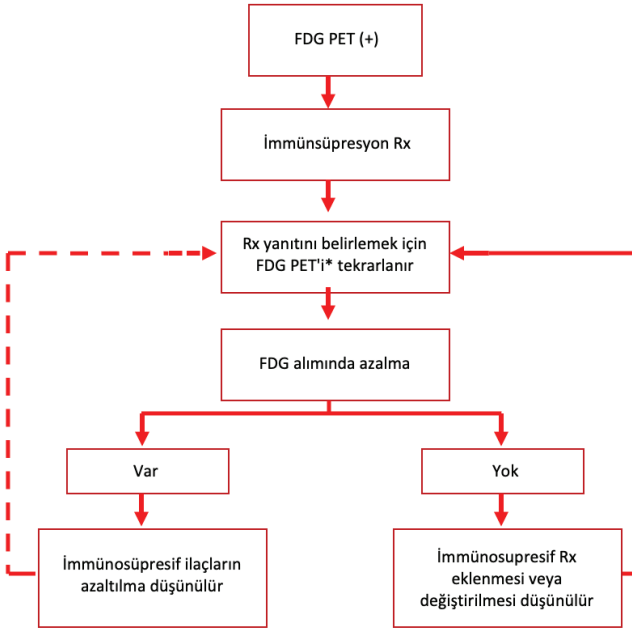 FDG PET (+)
İmmünsüpresyon Rx
Rx yanıtını belirlemek için
FDG PET'i* tekrarlanır
FDG alımında azalma
Var
Yok
İmmünosüpresif ilaçların
azaltılma düşünülür
İmmünosupresif Rx
eklenmesi veya
değiştirilmesi düşünülür